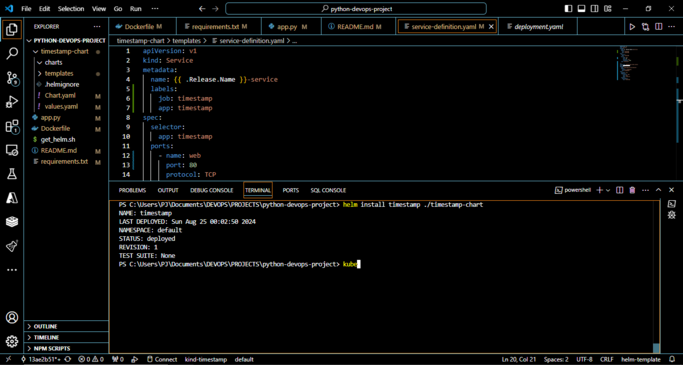 File Edit Selection View Go Run ··· python-devops-project
EXPLORER
PYTHON-DEVOPS-PROJECT
timestamp-chart
charts
templates
.helmignore
Chart.yaml M
values.yaml M
app.py M
Dockerfile M
get_helm.sh
README.md M
requirements.txt M
OUTLINE
TIMELINE
NPM SCRIPTS
Dockerfile M requirements.txt M app.py M README.md M service-definition.yaml M deployment.yaml
timestamp-chart > templates > service-definition.yaml > ...
1 apiVersion: v1
2 kind: Service
3 metadata:
4 name: {{ .Release.Name }}-service
5 labels:
6 job: timestamp
7 app: timestamp
8 spec:
9 selector:
10 app: timestamp
11 ports:
12 - name: web
13 port: 80
14 protocol: TCP
PROBLEMS OUTPUT DEBUG CONSOLE TERMINAL PORTS SQL CONSOLE powershell
PS C:\Users\PJ\Documents\DEVOPS\PROJECTS\python-devops-project> helm install timestamp ./timestamp-chart
NAME: timestamp
LAST DEPLOYED: Sun Aug 25 00:02:50 2024
NAMESPACE: default
STATUS: deployed
REVISION: 1
TEST SUITE: None
PS C:\Users\PJ\Documents\DEVOPS\PROJECTS\python-devops-project> kube
13ae2b51*+ 0 0 0 Connect kind-timestamp default Ln 20, Col 21 Spaces: 2 UTF-8 CRLF helm-template